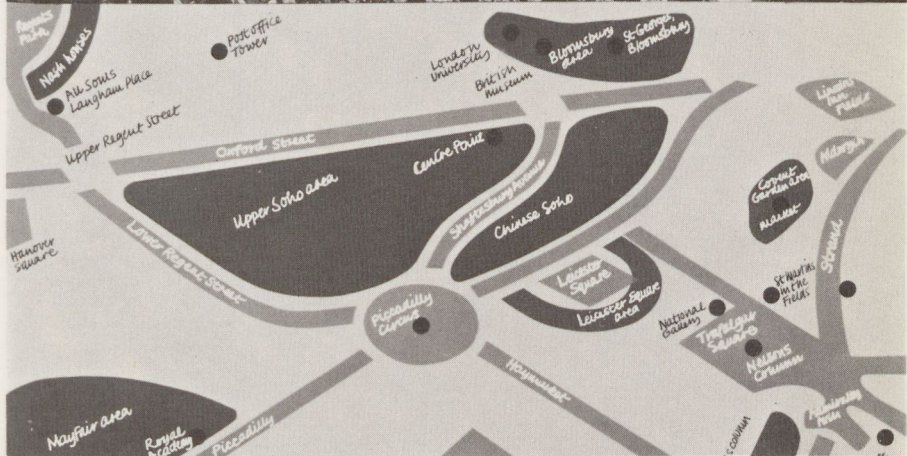 Regents
Park
Nash houses
Post office
Tower
All Souls
Langham Place
Upper Regent Street
London
University
British
museum
Bloomsbury
area
St Georges,
Bloomsbury
Oxford Street
Centre Point
Upper Soho area
Shaftesbury Avenue
Chinese Soho
Lower Regent Street
Hanover
square
Covent
Garden area
market
Strand
Leicester
Square
Leicester Square
area
St Martins
in the
Fields
National
Gallery
Trafalgar
Square
Nelsons
Column
Piccadilly
Circus
Haymarket
Mayfair area
Royal
Academy
Piccadilly
column